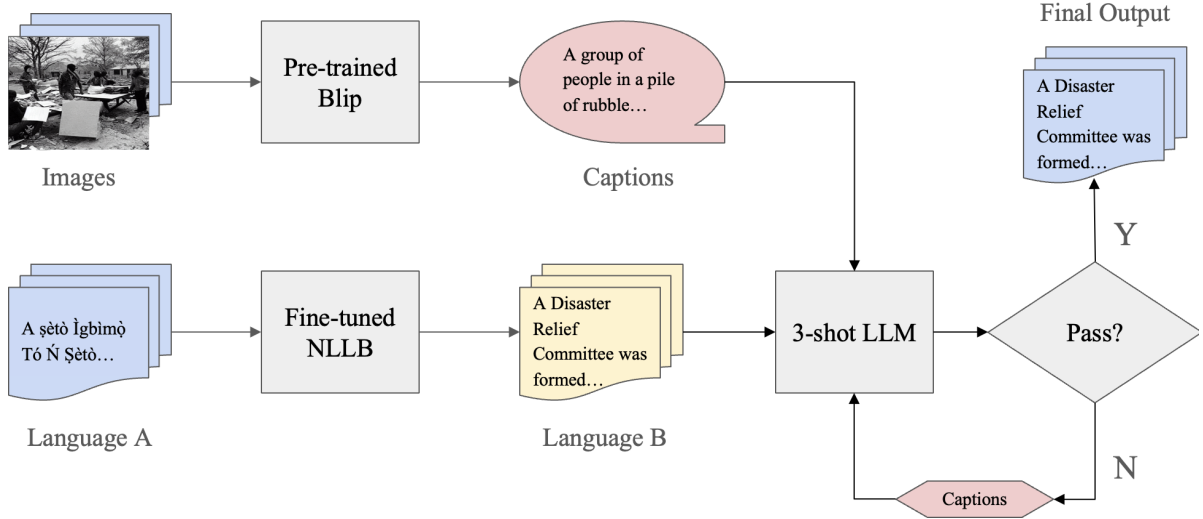 Final Output
Pre-trained
Blip
A group of
people in a pile
of rubble…
A Disaster
Relief
Committee was
formed…
Images
Captions
Y
A ṣètò Ìgbìmọ̀
Tó Ń Ṣètò…
Fine-tuned
NLLB
A Disaster
Relief
Committee was
formed…
3-shot LLM
Pass?
Language A
Language B
N
Captions